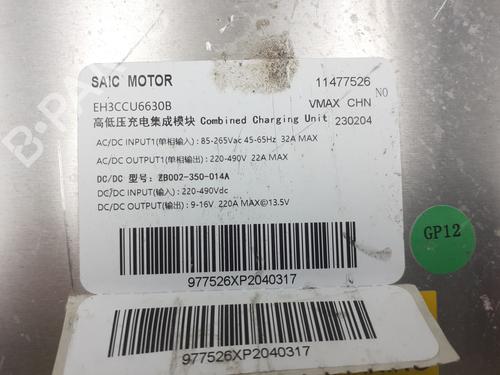 SAIC MOTOR
11477526
EH3CCU6630B
VMAX CHN NO
高低压充电集成模块 Combined Charging Unit 230204
AC/DC INPUT1(单相输入): 85-265Vac 45-65Hz 32A MAX
AC/DC OUTPUT1(单相输出): 220-490V 22A MAX
DC/DC 型号: ZB002-350-014A
DC/DC INPUT(输入): 220-490Vdc
DC/DC OUTPUT(输出): 9-16V 220A MAX@13.5V
GP12
977526XP2040317
977526XP2040317
B-PARTS